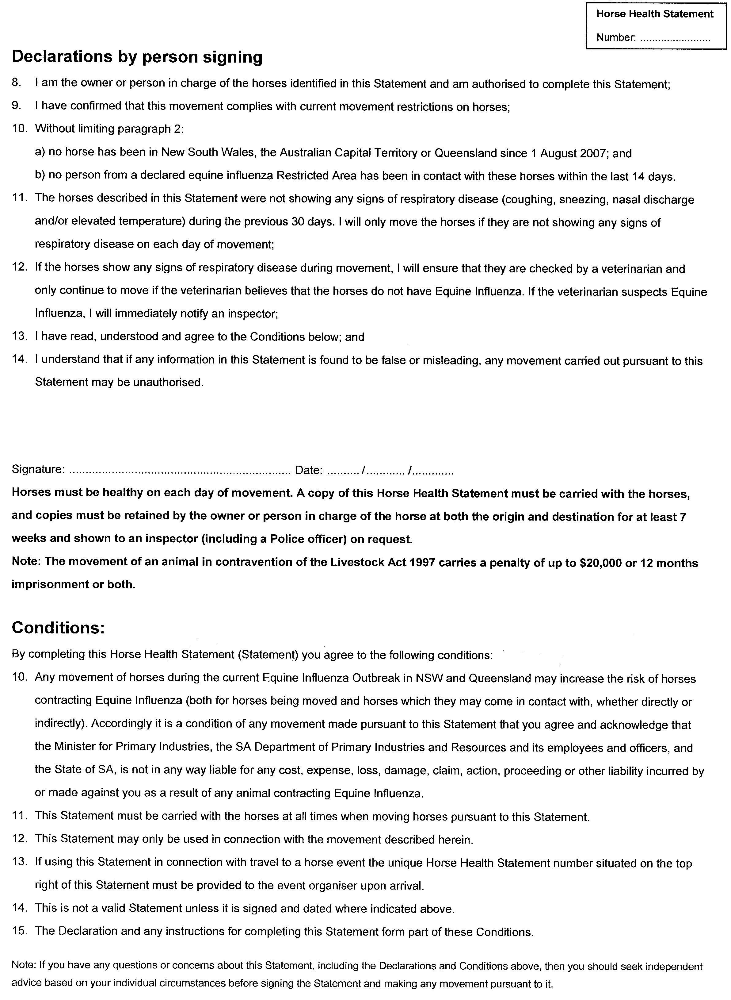 Horse Health Statement
Number: ........................
Declarations by person signing
8. I am the owner or person in charge of the horses identified in this Statement and am authorised to complete this Statement;
9. I have confirmed that this movement complies with current movement restrictions on horses;
10. Without limiting paragraph 2:
a) no horse has been in New South Wales, the Australian Capital Territory or Queensland since 1 August 2007; and
b) no person from a declared equine influenza Restricted Area has been in contact with these horses within the last 14 days.
11. The horses described in this Statement were not showing any signs of respiratory disease (coughing, sneezing, nasal discharge
and/or elevated temperature) during the previous 30 days. I will only move the horses if they are not showing any signs of
respiratory disease on each day of movement;
12. If the horses show any signs of respiratory disease during movement, I will ensure that they are checked by a veterinarian and
only continue to move if the veterinarian believes that the horses do not have Equine Influenza. If the veterinarian suspects Equine
Influenza, I will immediately notify an inspector;
13. I have read, understood and agree to the Conditions below; and
14. I understand that if any information in this Statement is found to be false or misleading, any movement carried out pursuant to this
Statement may be unauthorised.
Signature: .................................................................... Date: ........../............ /.............
Horses must be healthy on each day of movement. A copy of this Horse Health Statement must be carried with the horses,
and copies must be retained by the owner or person in charge of the horse at both the origin and destination for at least 7
weeks and shown to an inspector (including a Police officer) on request.
Note: The movement of an animal in contravention of the Livestock Act 1997 carries a penalty of up to $20,000 or 12 months
imprisonment or both.
Conditions:
By completing this Horse Health Statement (Statement) you agree to the following conditions:
10. Any movement of horses during the current Equine Influenza Outbreak in NSW and Queensland may increase the risk of horses
contracting Equine Influenza (both for horses being moved and horses which they may come in contact with, whether directly or
indirectly). Accordingly it is a condition of any movement made pursuant to this Statement that you agree and acknowledge that
the Minister for Primary Industries, the SA Department of Primary Industries and Resources and its employees and officers, and
the State of SA, is not in any way liable for any cost, expense, loss, damage, claim, action, proceeding or other liability incurred by
or made against you as a result of any animal contracting Equine Influenza.
11. This Statement must be carried with the horses at all times when moving horses pursuant to this Statement.
12. This Statement may only be used in connection with the movement described herein.
13. If using this Statement in connection with travel to a horse event the unique Horse Health Statement number situated on the top
right of this Statement must be provided to the event organiser upon arrival.
14. This is not a valid Statement unless it is signed and dated where indicated above.
15. The Declaration and any instructions for completing this Statement form part of these Conditions.
Note: If you have any questions or concerns about this Statement, including the Declarations and Conditions above, then you should seek independent
advice based on your individual circumstances before signing the Statement and making any movement pursuant to it.